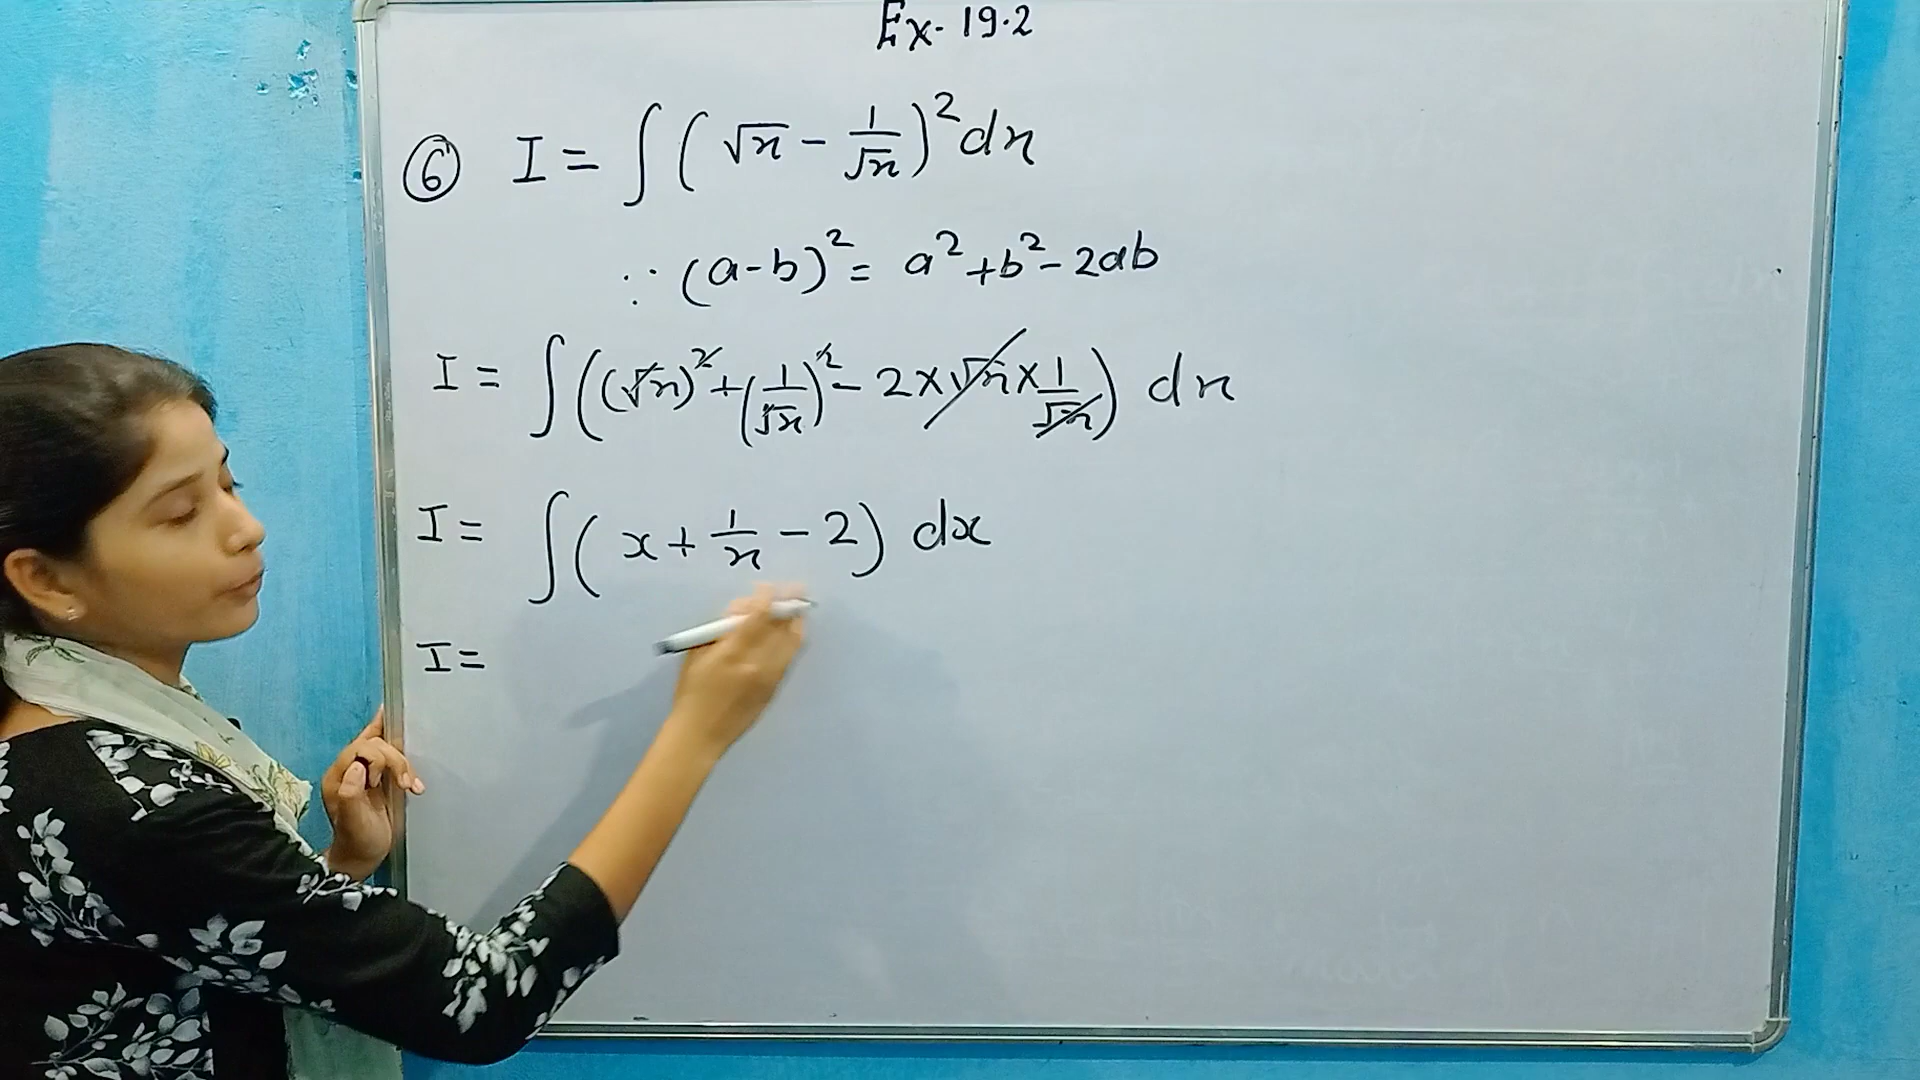 Ex. 19.2
⑥ I = ∫ ( √x - 1/√x )² dx
∵ (a-b)² = a² + b² - 2ab
I = ∫ ( (√x)² + (1/√x)² - 2 × √x × 1/√x ) dx
I = ∫ ( x + 1/x - 2 ) dx
I =